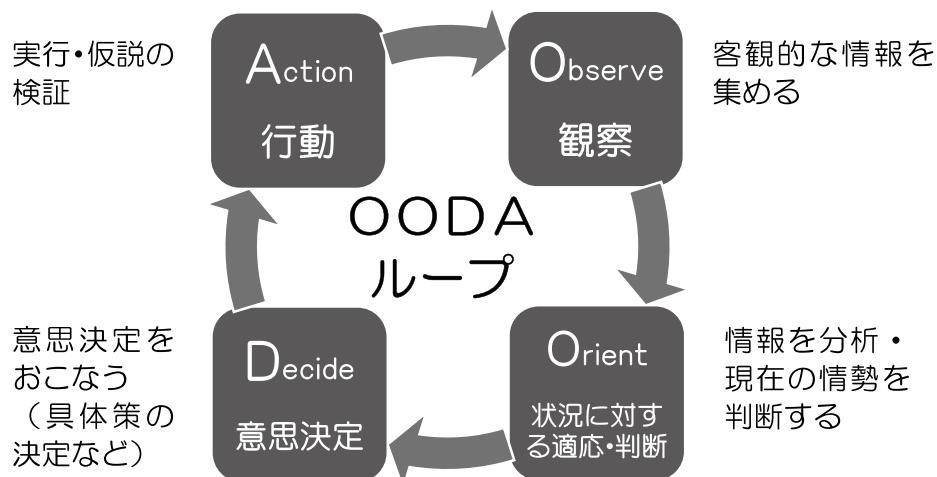 実行・仮説の
検証
Action
行動
Observe
観察
客観的な情報を
集める
OODA
ループ
意思決定を
おこなう
（具体策の
決定など）
Decide
意思決定
Orient
状況に対す
る適応・判断
情報を分析・
現在の情勢を
判断する